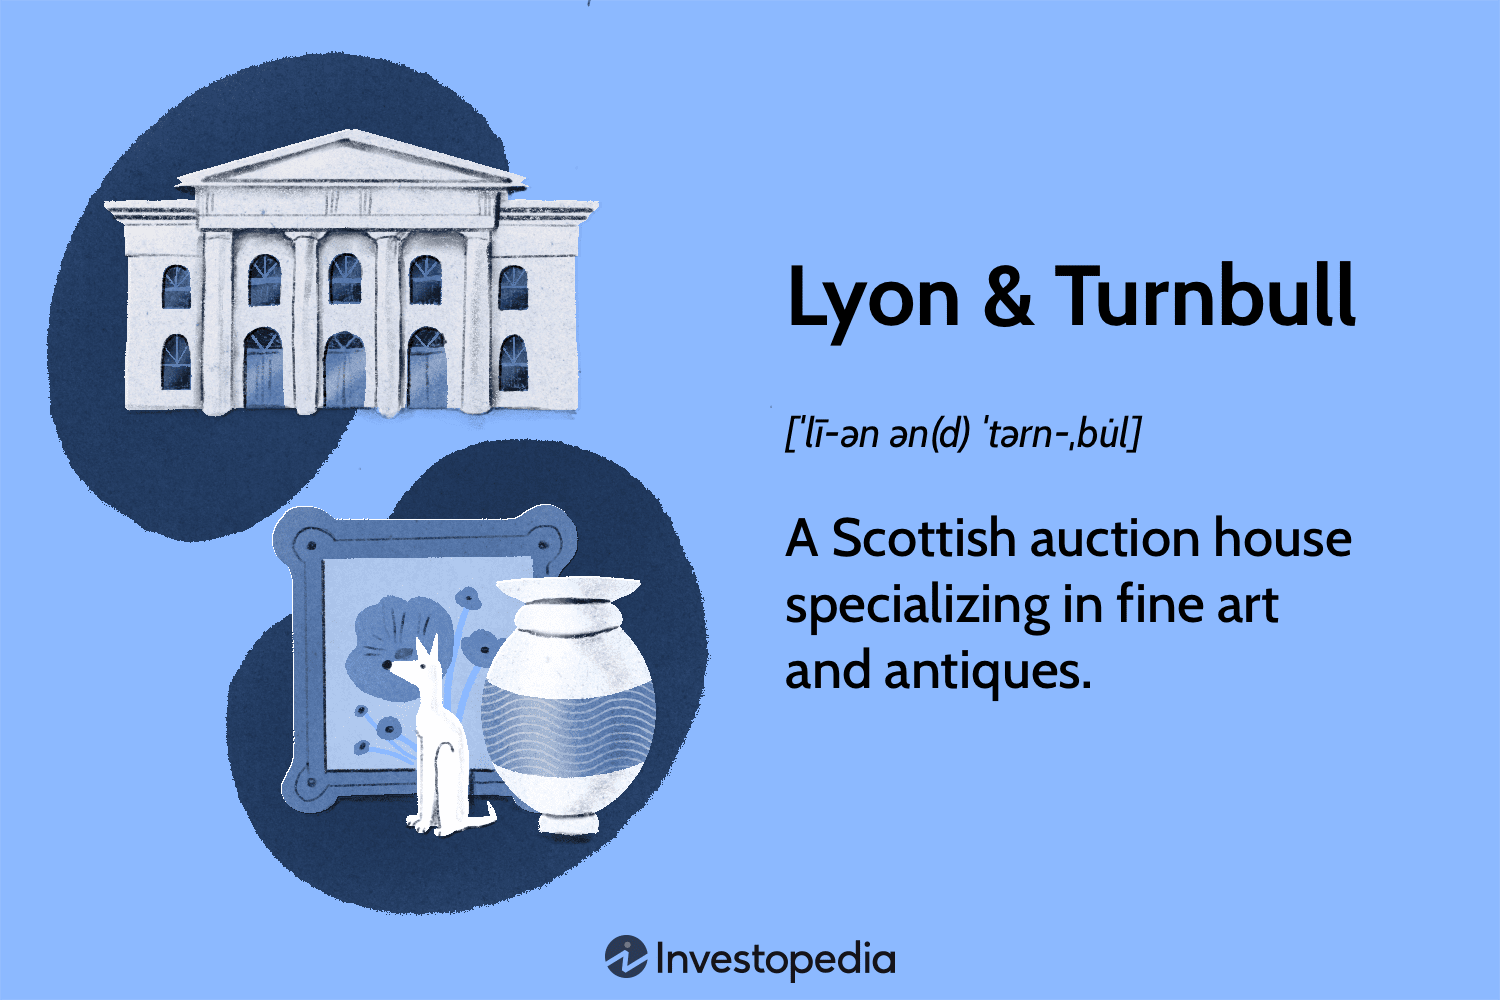 Lyon & Turnbull
[ˈlī-ən ən(d) ˈtərn-ˌbu̇l]
A Scottish auction house
specializing in fine art
and antiques.
Investopedia